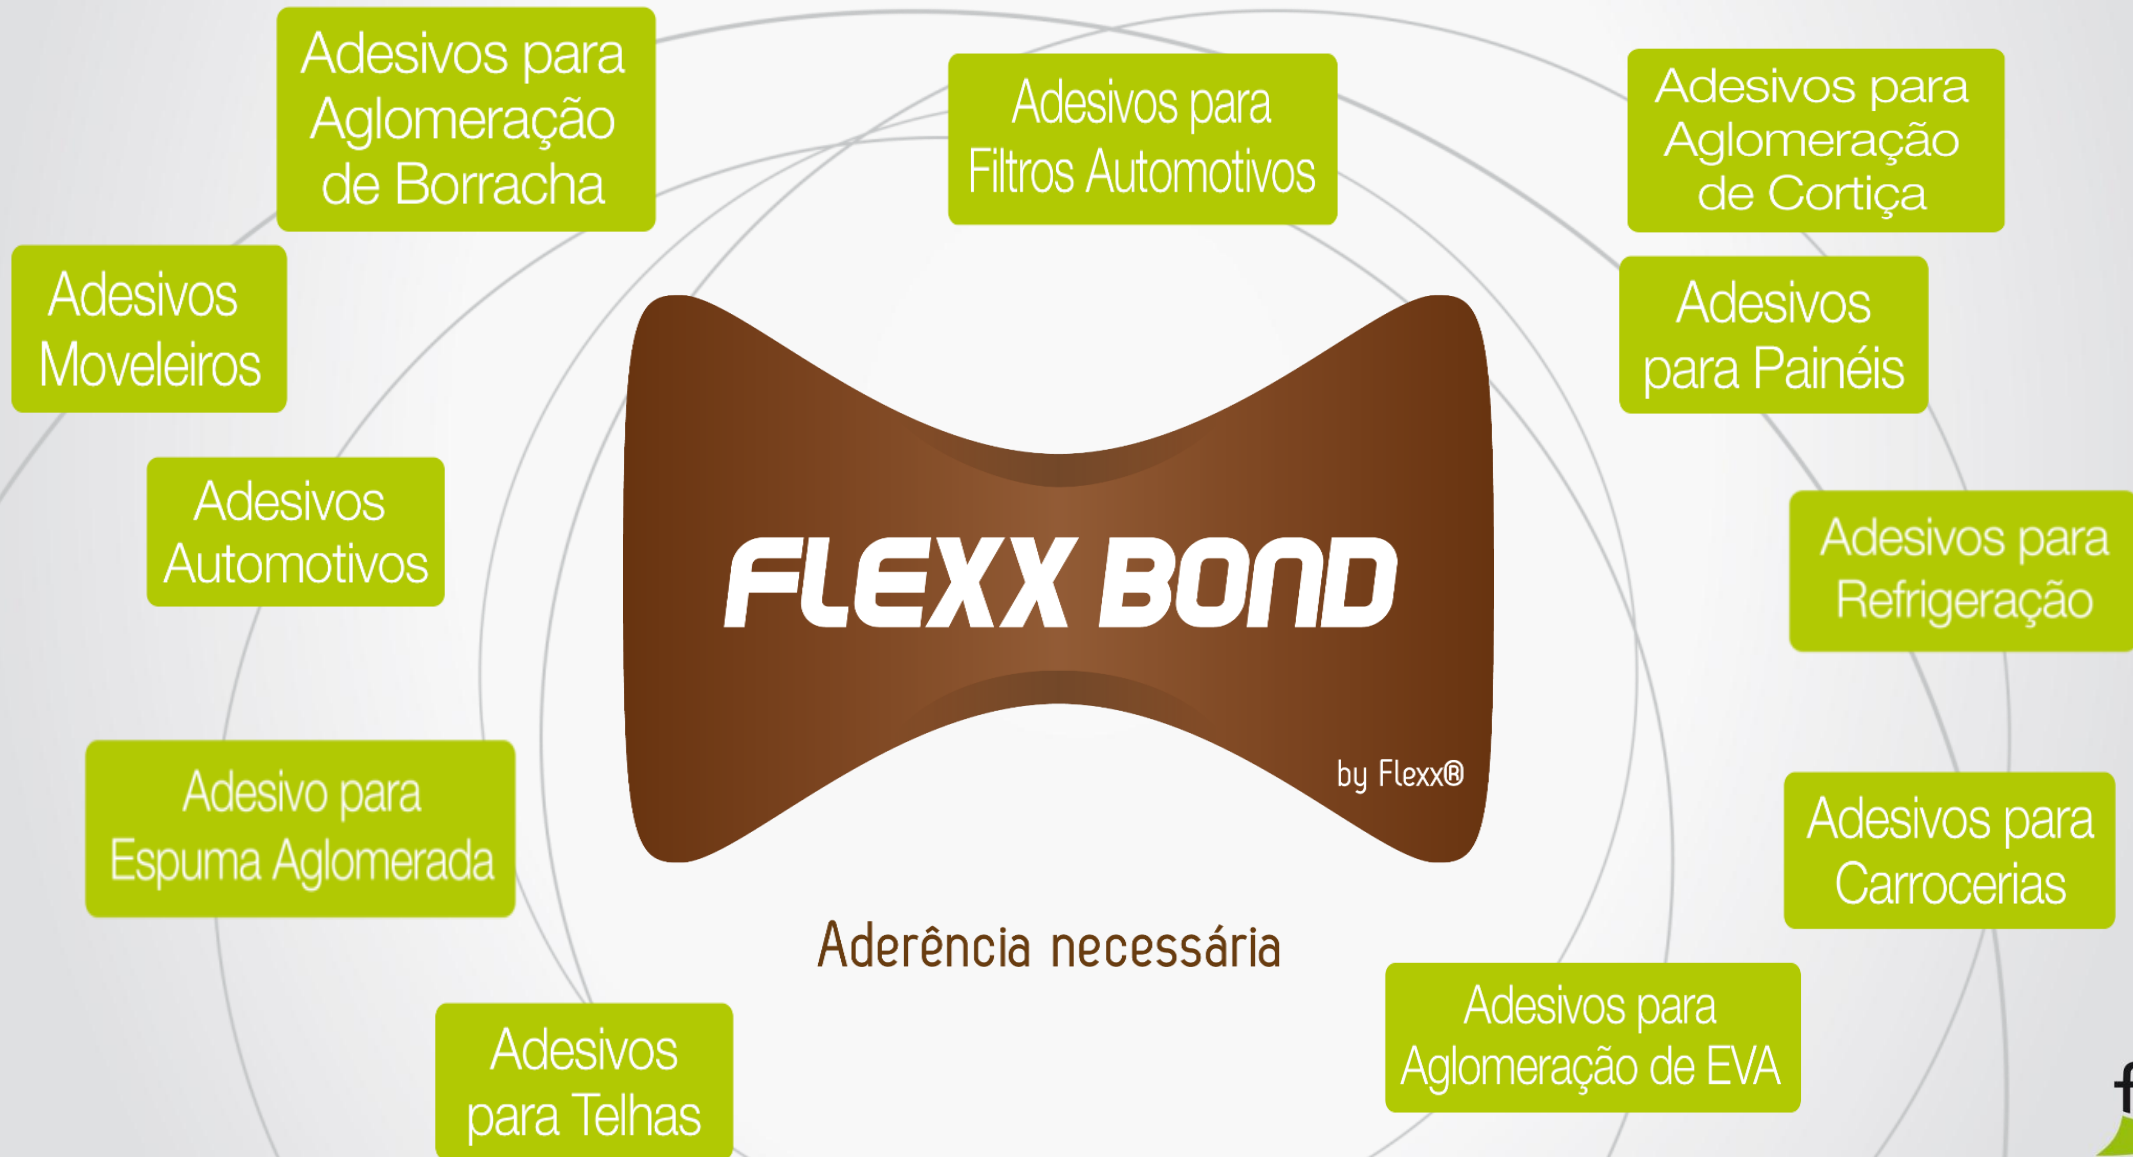 Adesivos para
Aglomeração
de Borracha
Adesivos para
Filtros Automotivos
Adesivos para
Aglomeração
de Cortiça
Adesivos
Moveleiros
Adesivos
para Painéis
Adesivos
Automotivos
FLEXX BOND
by Flexx®
Adesivos para
Refrigeração
Adesivo para
Espuma Aglomerada
Adesivos para
Carrocerias
Aderência necessária
Adesivos
para Telhas
Adesivos para
Aglomeração de EVA